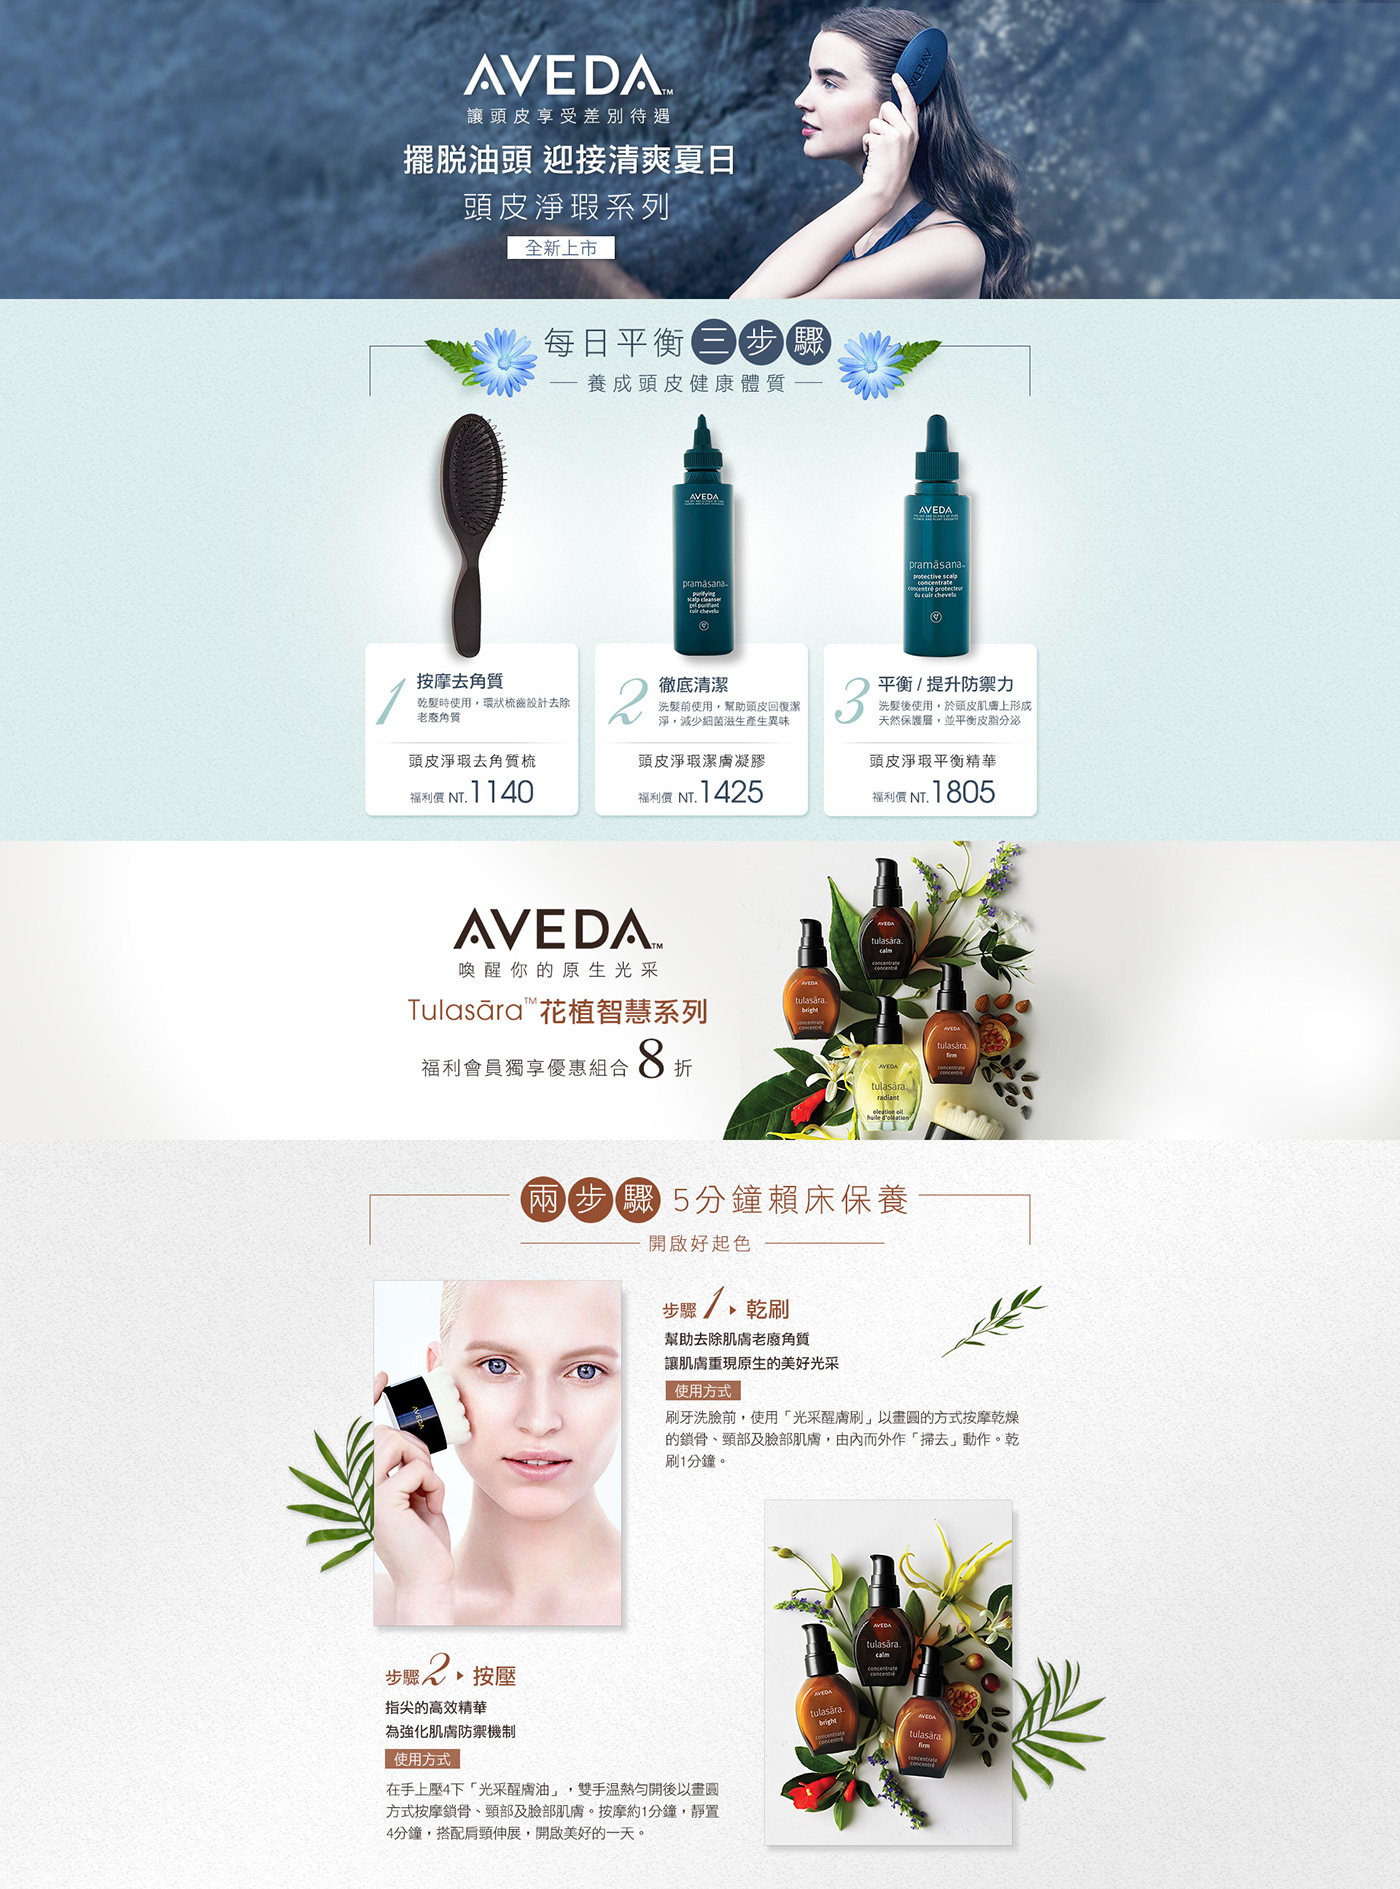 AVEDA™
讓頭皮享受差別待遇
擺脫油頭 迎接清爽夏日
頭皮淨瑕系列
全新上市
AVEDA
每日平衡三步驟
養成頭皮健康體質
AVEDA
pramāsana™
purifying
scalp cleanser
gel purifiant
cuir chevelu
AVEDA
pramāsana™
protective scalp
concentrate
concentré protecteur
du cuir chevelu
1 按摩去角質
乾髮時使用，環狀梳齒設計去除
老廢角質
頭皮淨瑕去角質梳
福利價 NT.1140
2 徹底清潔
洗髮前使用，幫助頭皮回復潔
淨，減少細菌滋生產生異味
頭皮淨瑕潔膚凝膠
福利價 NT.1425
3 平衡 / 提升防禦力
洗髮後使用，於頭皮肌膚上形成
天然保護層，並平衡皮脂分泌
頭皮淨瑕平衡精華
福利價 NT.1805
AVEDA™
喚醒你的原生光采
Tulasāra™花植智慧系列
福利會員獨享優惠組合 8 折
AVEDA
tulasāra.
calm
concentrate
concentré
AVEDA
tulasāra.
bright
concentrate
concentré
AVEDA
tulasāra.
firm
concentrate
concentré
AVEDA
tulasāra.
radiant
oleation oil
huile d'oléation
兩步驟 5分鐘賴床保養
開啟好起色
AVEDA
步驟 1 ▸ 乾刷
幫助去除肌膚老廢角質
讓肌膚重現原生的美好光采
使用方式
刷牙洗臉前，使用「光采醒膚刷」以畫圓的方式按摩乾燥
的鎖骨、頸部及臉部肌膚，由內而外作「掃去」動作。乾
刷1分鐘。
步驟 2 ▸ 按壓
指尖的高效精華
為強化肌膚防禦機制
使用方式
在手上壓4下「光采醒膚油」，雙手温熱勻開後以畫圓
方式按摩鎖骨、頸部及臉部肌膚。按摩約1分鐘，靜置
4分鐘，搭配肩頸伸展，開啟美好的一天。
AVEDA
tulasāra.
calm
concentrate
concentré
AVEDA
tulasāra.
bright
concentrate
concentré
AVEDA
tulasāra.
firm
concentrate
concentré